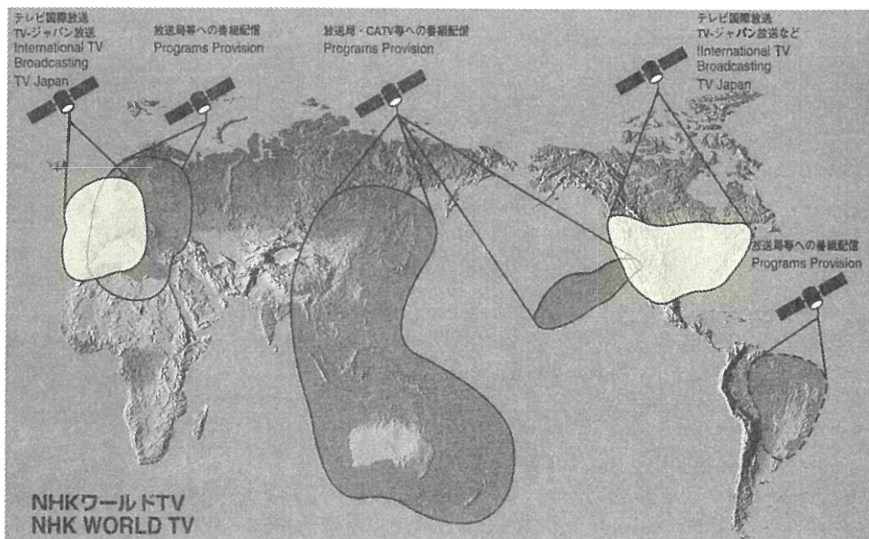 テレビ国際放送
TV-ジャパン放送
International TV
Broadcasting
TV Japan
放送局等への番組配信
Programs Provision
放送局・CATV等への番組配信
Programs Provision
テレビ国際放送
TV-ジャパン放送など
!International TV
Broadcasting
TV Japan
放送局等への番組配信
Programs Provision
NHKワールドTV
NHK WORLD TV